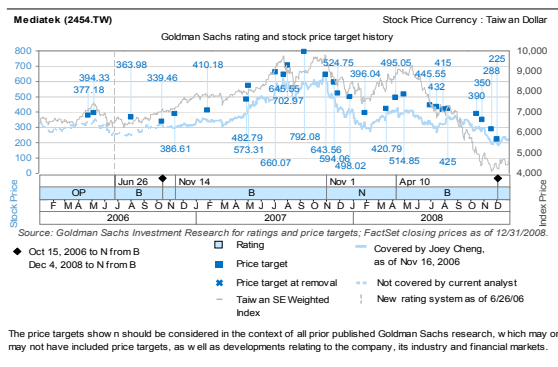 Mediatek (2454.TW) Stock Price Currency : Taiwan Dollar
Goldman Sachs rating and stock price target history
800 10,000
700 9,000
600 8,000
500 7,000
400 6,000
300 5,000
200 4,000
100
0
377.18 394.33 363.98 339.46 386.61 410.18 482.79 573.31 660.07 645.55 702.97 792.08 524.75 643.56 594.06 498.02 396.04 420.79 495.05 514.85 445.55 432 415 425 390 350 288 225
Stock Price
Index Price
Jun 26 Nov 14 Nov 1 Apr 10
OP B B N B
F M A M J J A S O N D J F M A M J J A S O N D J F M A M J J A S O N D
2006 2007 2008
Source: Goldman Sachs Investment Research for ratings and price targets; FactSet closing prices as of 12/31/2008.
Oct 15, 2006 to N from B
Dec 4, 2008 to N from B
Rating
Price target
Price target at removal
Taiwan SE Weighted
Index
Covered by Joey Cheng,
as of Nov 16, 2006
Not covered by current analyst
New rating system as of 6/26/06
The price targets shown should be considered in the context of all prior published Goldman Sachs research, which may or
may not have included price targets, as well as developments relating to the company, its industry and financial markets.